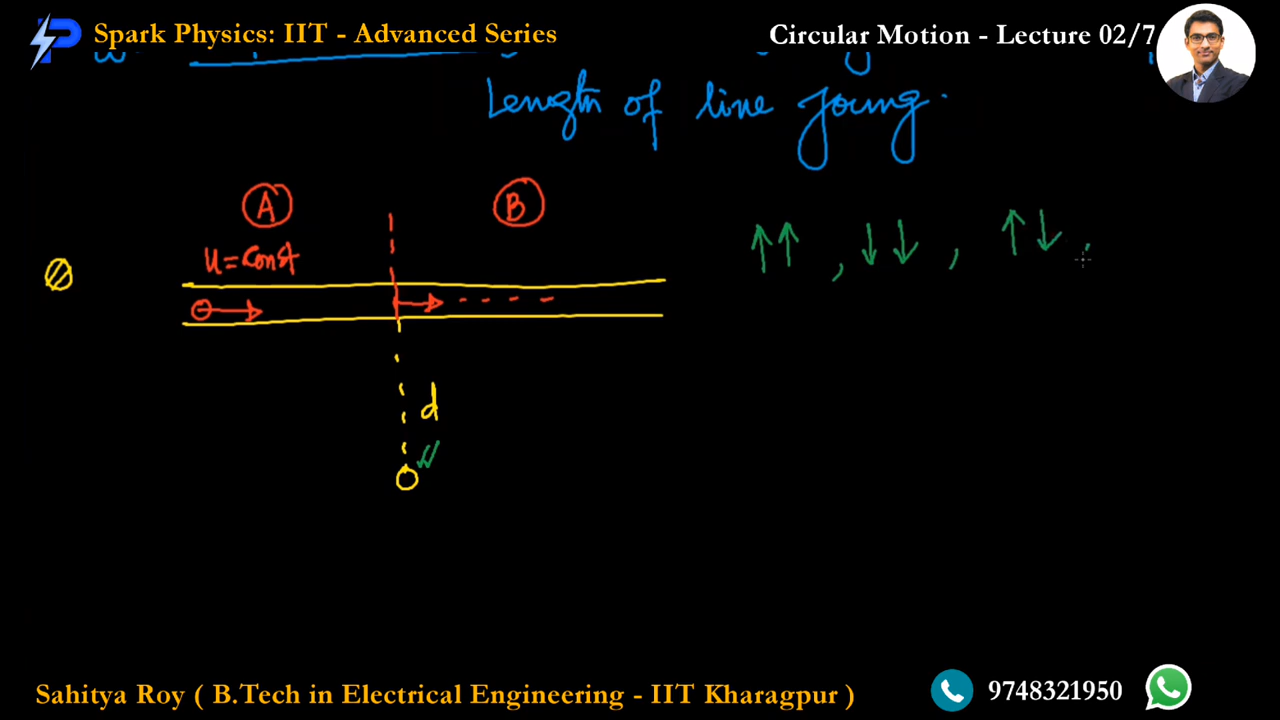 Spark Physics: IIT - Advanced Series
Circular Motion - Lecture 02/7
Length of line joung.
A
B
u = Const
↑↑ , ↓↓ , ↑↓ ,
d
Sahitya Roy ( B.Tech in Electrical Engineering - IIT Kharagpur )
9748321950